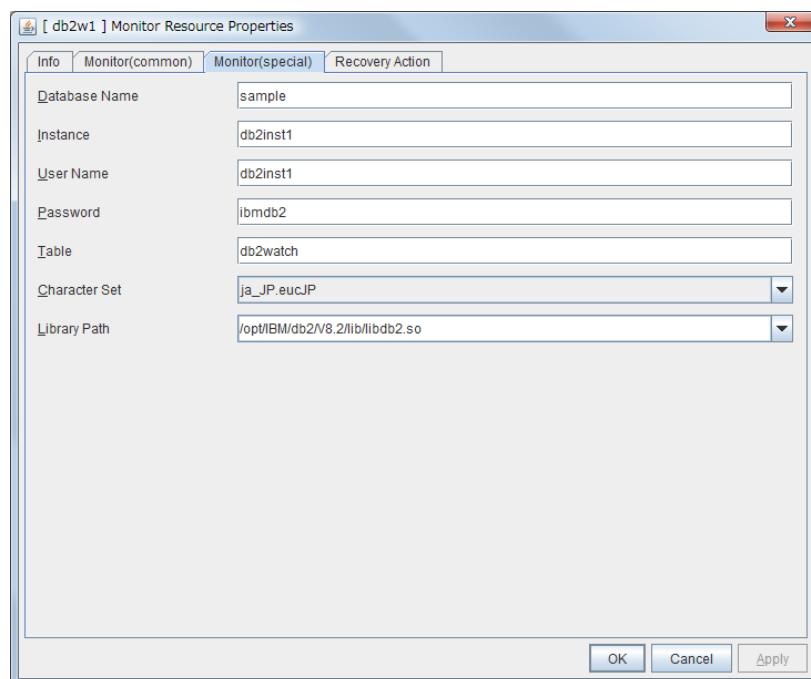 [ db2w1 ] Monitor Resource Properties
Info Monitor(common) Monitor(special) Recovery Action
Database Name sample
Instance db2inst1
User Name db2inst1
Password ibmdb2
Table db2watch
Character Set ja_JP.eucJP
Library Path /opt/IBM/db2/V8.2/lib/libdb2.so
OK Cancel Apply